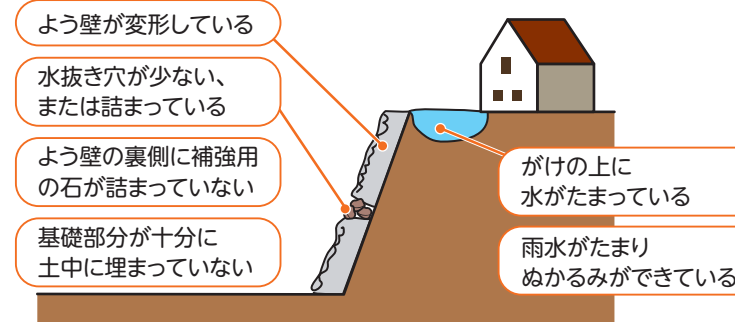 よう壁が変形している
水抜き穴が少ない、
または詰まっている
よう壁の裏側に補強用
の石が詰まっていない
基礎部分が十分に
土中に埋まっていない
がけの上に
水がたまっている
雨水がたまり
ぬかるみができている